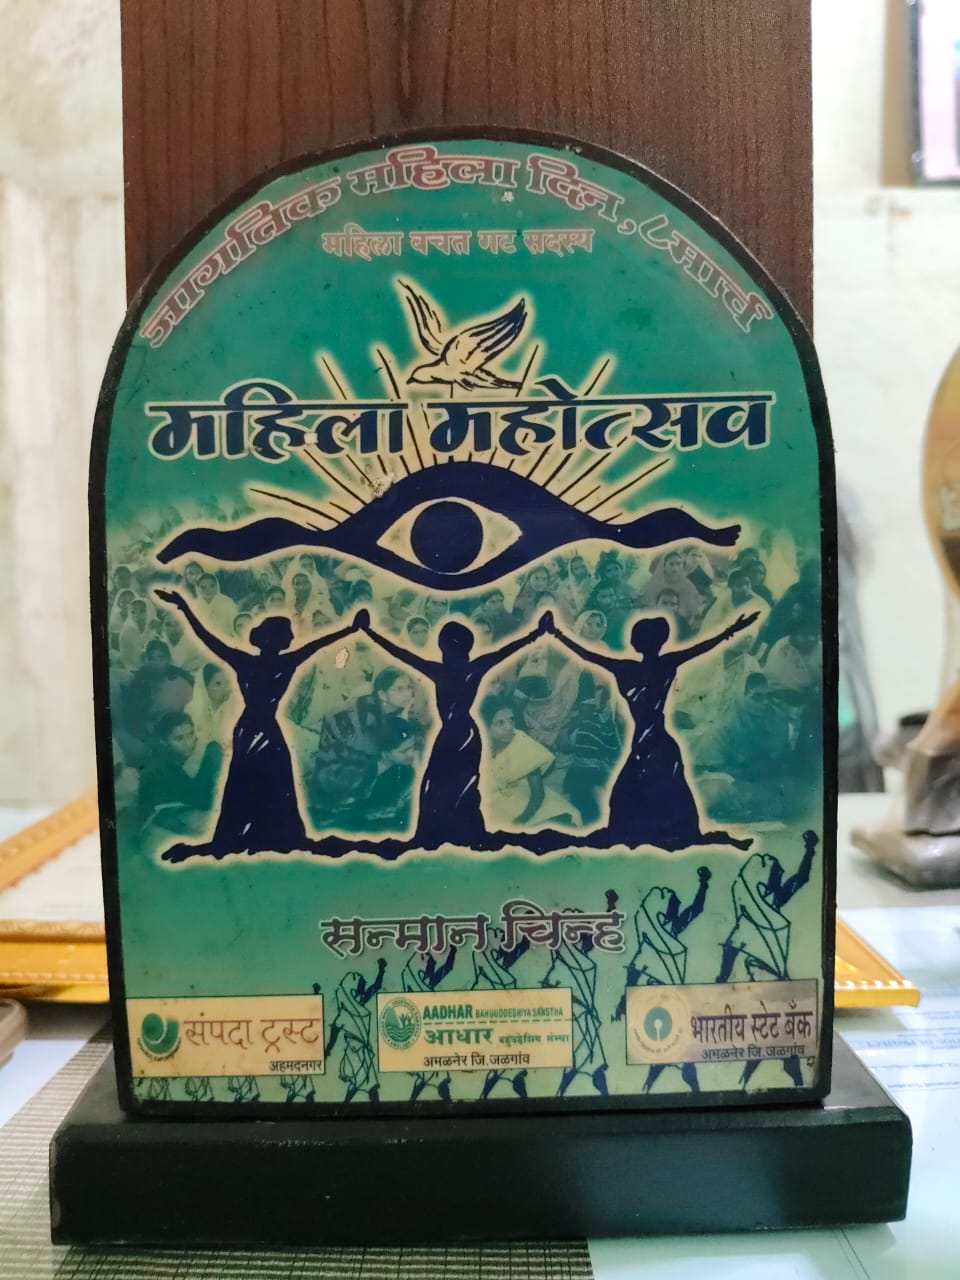 जागतिक महिला दिन, ८ मार्च
महिला बचत गट सदस्य
महिला महोत्सव
सन्मान चिन्ह
संपदा ट्रस्ट
अहमदनगर
AADHAR BAHUUDDESHIYA SANSTHA
आधार बहुउद्देसिय संस्था
अमळनेर जि.जळगांव
भारतीय स्टेट बँक
अमळनेर जि.जळगांव